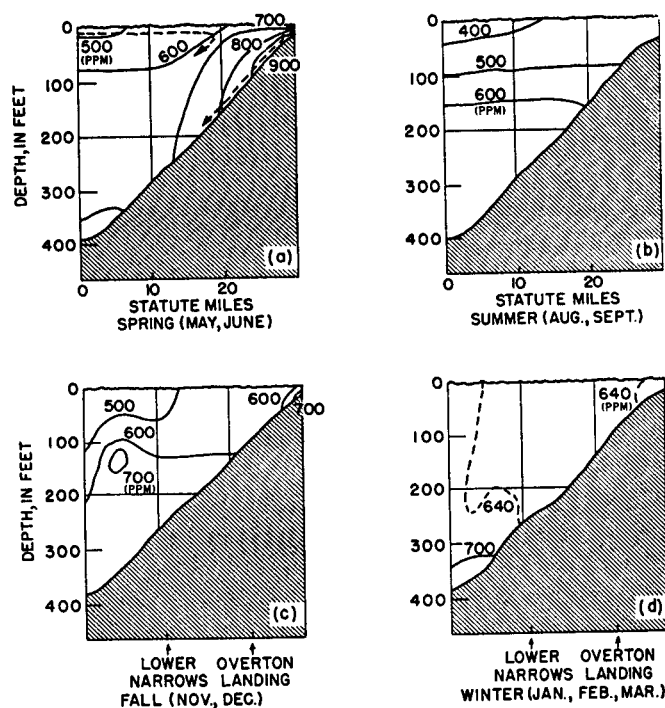 DEPTH, IN FEET
0
100
200
300
400
500
(PPM)
600
700
800
900
(a)
0 10 20
STATUTE MILES
SPRING (MAY, JUNE)
0
100
200
300
400
400
500
600
(PPM)
(b)
0 10 20
STATUTE MILES
SUMMER (AUG., SEPT.)
DEPTH, IN FEET
0
100
200
300
400
500
600
700
(PPM)
600
700
(c)
LOWER OVERTON
NARROWS LANDING
FALL (NOV., DEC.)
0
100
200
300
400
640
(PPM)
640
700
(d)
LOWER OVERTON
NARROWS LANDING
WINTER (JAN., FEB., MAR.)